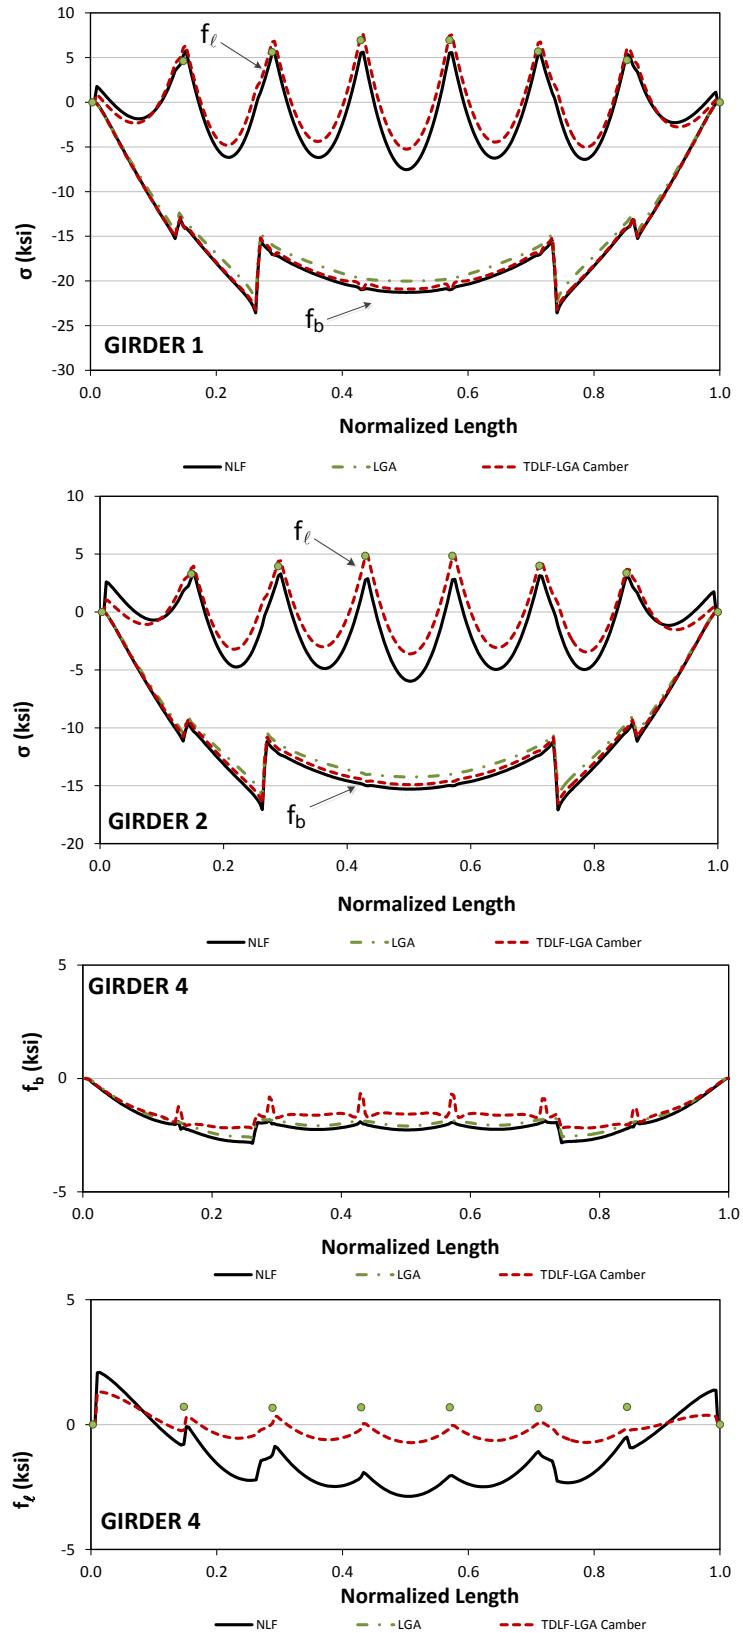 10
5
0
-5
-10
-15
-20
-25
-30
σ (ksi)
fℓ
fb
GIRDER 1
0.0 0.2 0.4 0.6 0.8 1.0
Normalized Length
NLF LGA TDLF-LGA Camber
10
5
0
-5
-10
-15
-20
σ (ksi)
fℓ
fb
GIRDER 2
0.0 0.2 0.4 0.6 0.8 1.0
Normalized Length
NLF LGA TDLF-LGA Camber
5
0
-5
fb (ksi)
GIRDER 4
0.0 0.2 0.4 0.6 0.8 1.0
Normalized Length
NLF LGA TDLF-LGA Camber
5
0
-5
fℓ (ksi)
GIRDER 4
0.0 0.2 0.4 0.6 0.8 1.0
Normalized Length
NLF LGA TDLF-LGA Camber